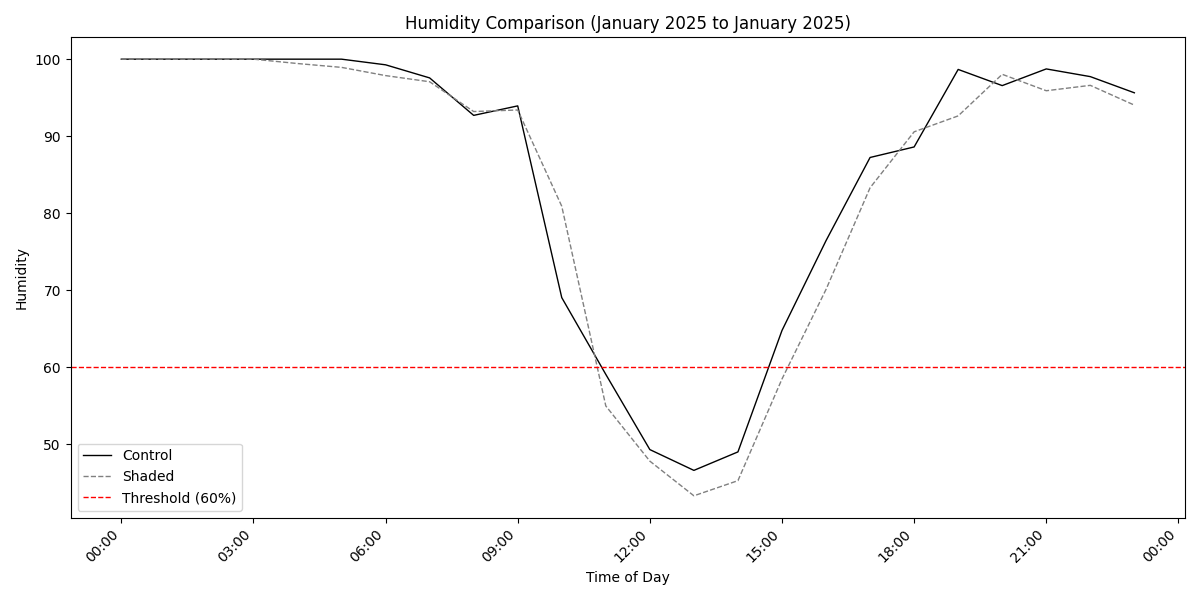 Humidity Comparison (January 2025 to January 2025)
Humidity
100
90
80
70
60
50
Control
Shaded
Threshold (60%)
00:00
03:00
06:00
09:00
12:00
15:00
18:00
21:00
00:00
Time of Day